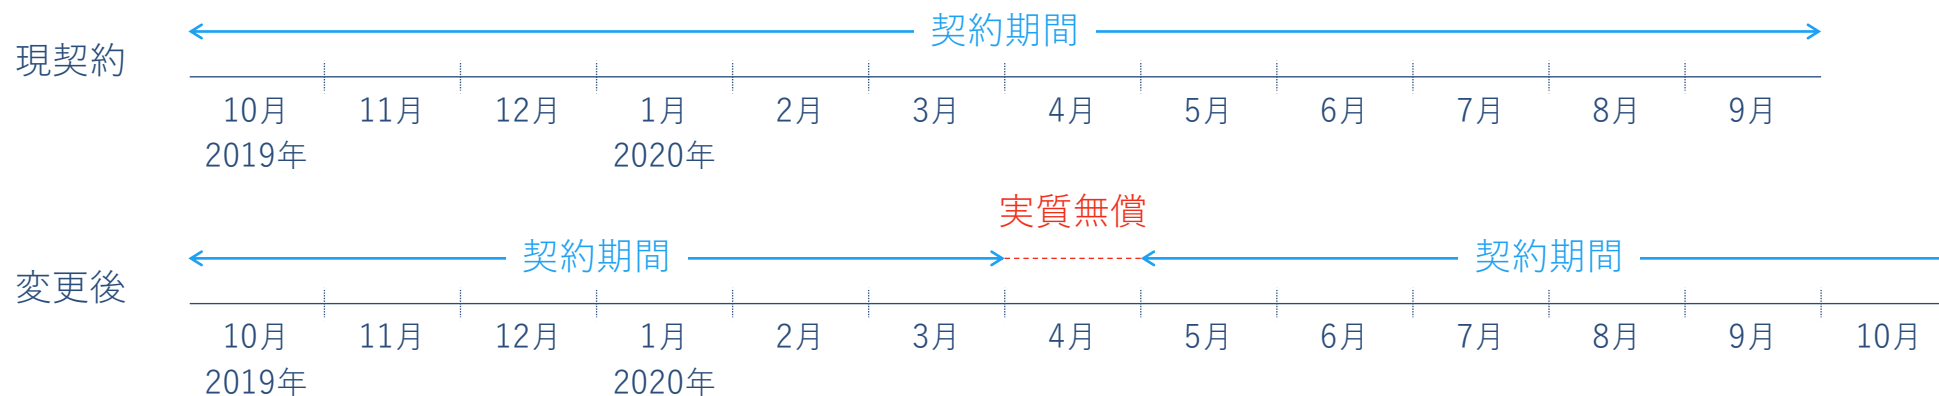 契約期間
現契約
10月 11月 12月 1月 2月 3月 4月 5月 6月 7月 8月 9月
2019年 2020年
実質無償
契約期間 契約期間
変更後
10月 11月 12月 1月 2月 3月 4月 5月 6月 7月 8月 9月 10月
2019年 2020年